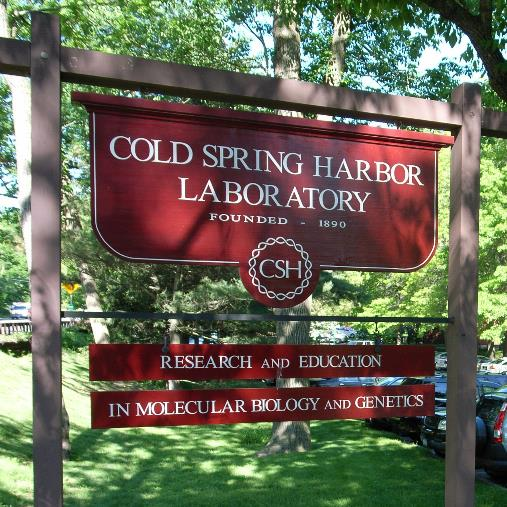 COLD SPRING HARBOR
LABORATORY
FOUNDED - 1890
CSH
RESEARCH AND EDUCATION
IN MOLECULAR BIOLOGY AND GENETICS